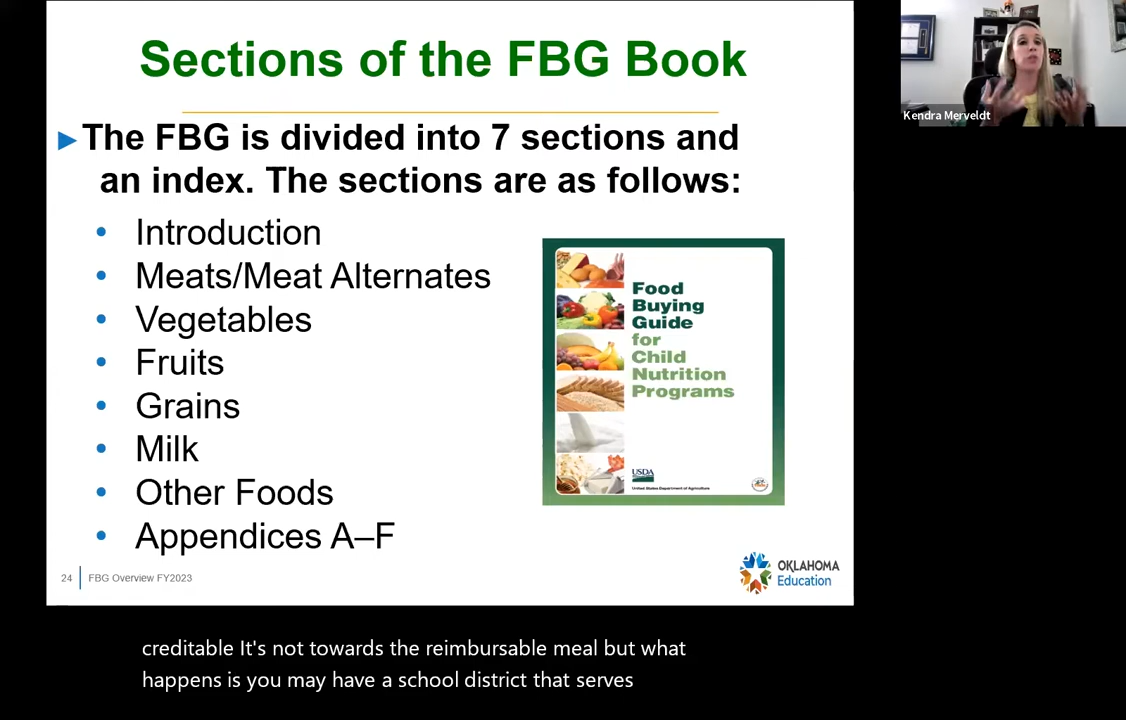 Sections of the FBG Book
►The FBG is divided into 7 sections and
an index. The sections are as follows:
• Introduction
• Meats/Meat Alternates
• Vegetables
• Fruits
• Grains
• Milk
• Other Foods
• Appendices A–F
Food
Buying
Guide
for
Child
Nutrition
Programs
USDA
United States Department of Agriculture
24
FBG Overview FY2023
OKLAHOMA
Education
Kendra Merveldt
creditable It's not towards the reimbursable meal but what
happens is you may have a school district that serves